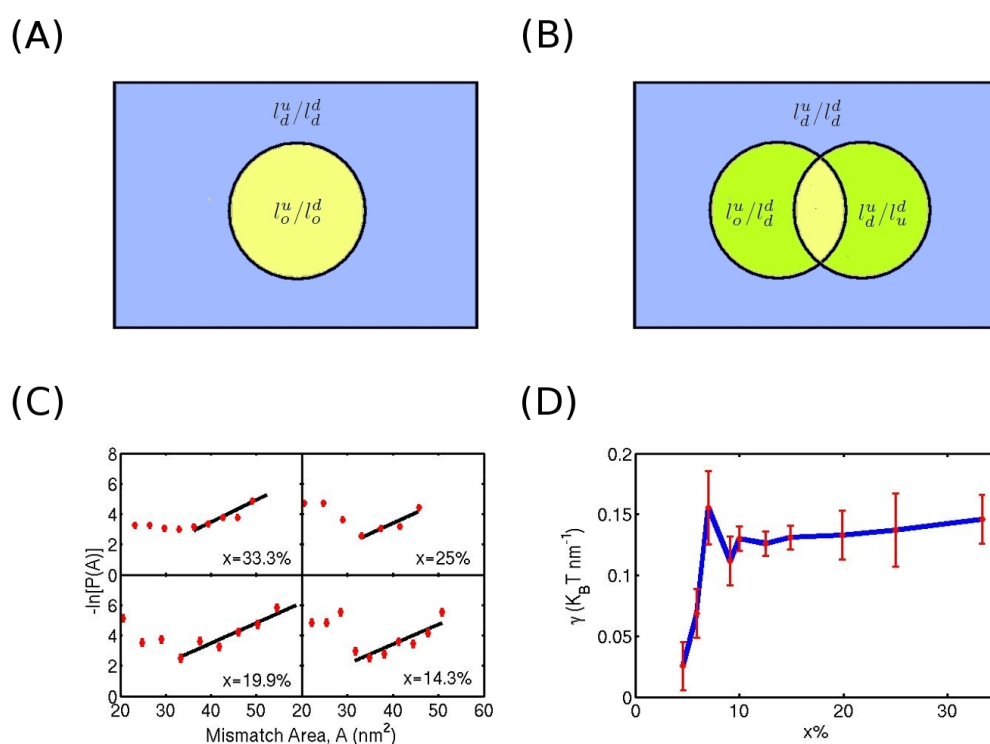 (A)
l_d^u/l_d^d
l_o^u/l_o^d
(B)
l_d^u/l_d^d
l_o^u/l_d^d
l_d^u/l_u^d
(C)
-ln[P(A)]
8
6
4
2
0
x=33.3%
x=25%
6
4
2
0
x=19.9%
x=14.3%
20 30 40 50 20 30 40 50 60
Mismatch Area, A (nm²)
(D)
γ (K_BT nm⁻¹)
0.2
0.15
0.1
0.05
0
0 10 20 30
x%